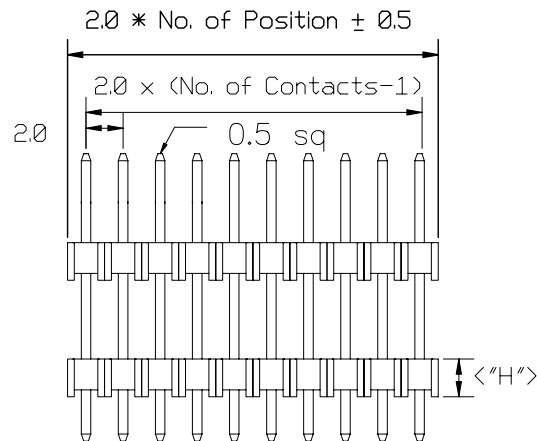 2.0 * No. of Position ± 0.5
2.0 × (No. of Contacts-1)
2.0
0.5 sq
<"H">